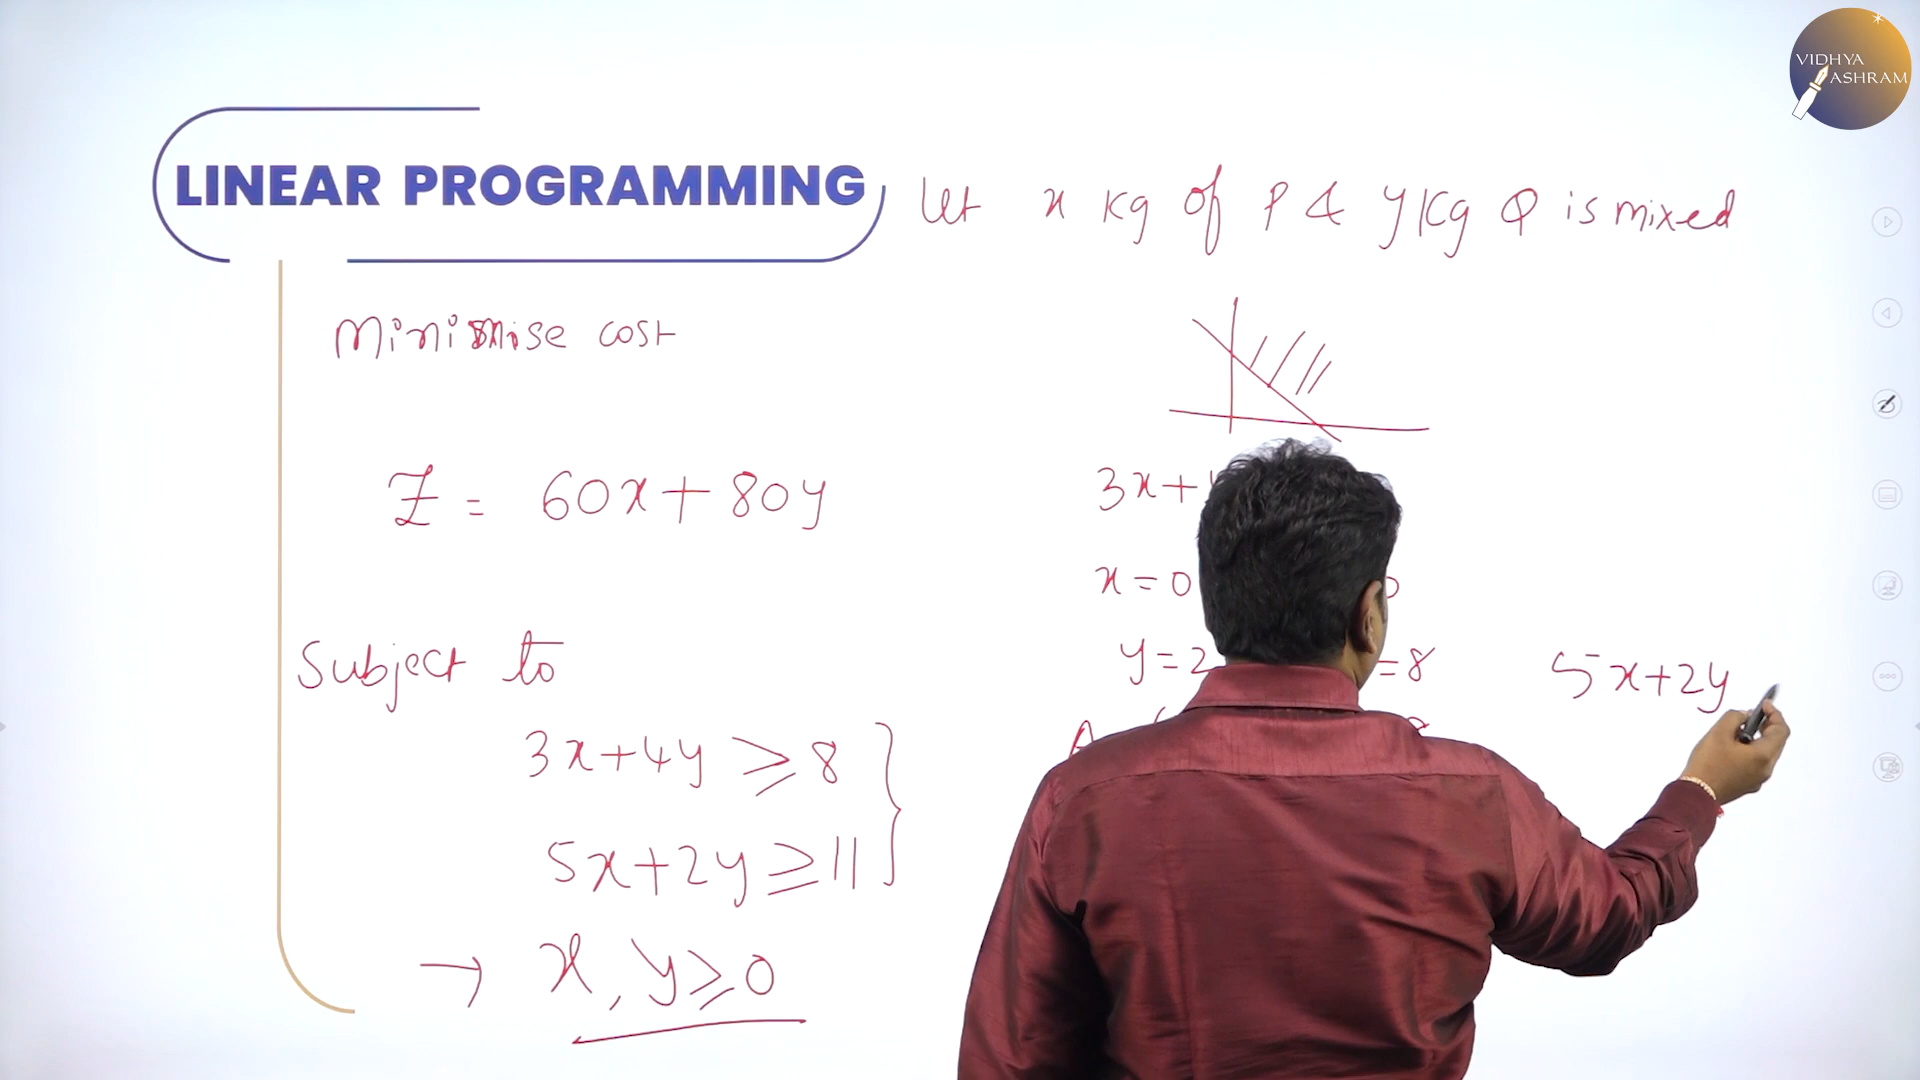 VIDHYA
ASHRAM
LINEAR PROGRAMMING
Let x Kg of P & y Kg Q is mixed
Minimise cost
Z = 60x + 80y
Subject to
3x + 4y ≥ 8
5x + 2y ≥ 11
→ x, y ≥ 0
3x +
x = 0
y = 2
= 8
A
5x + 2y